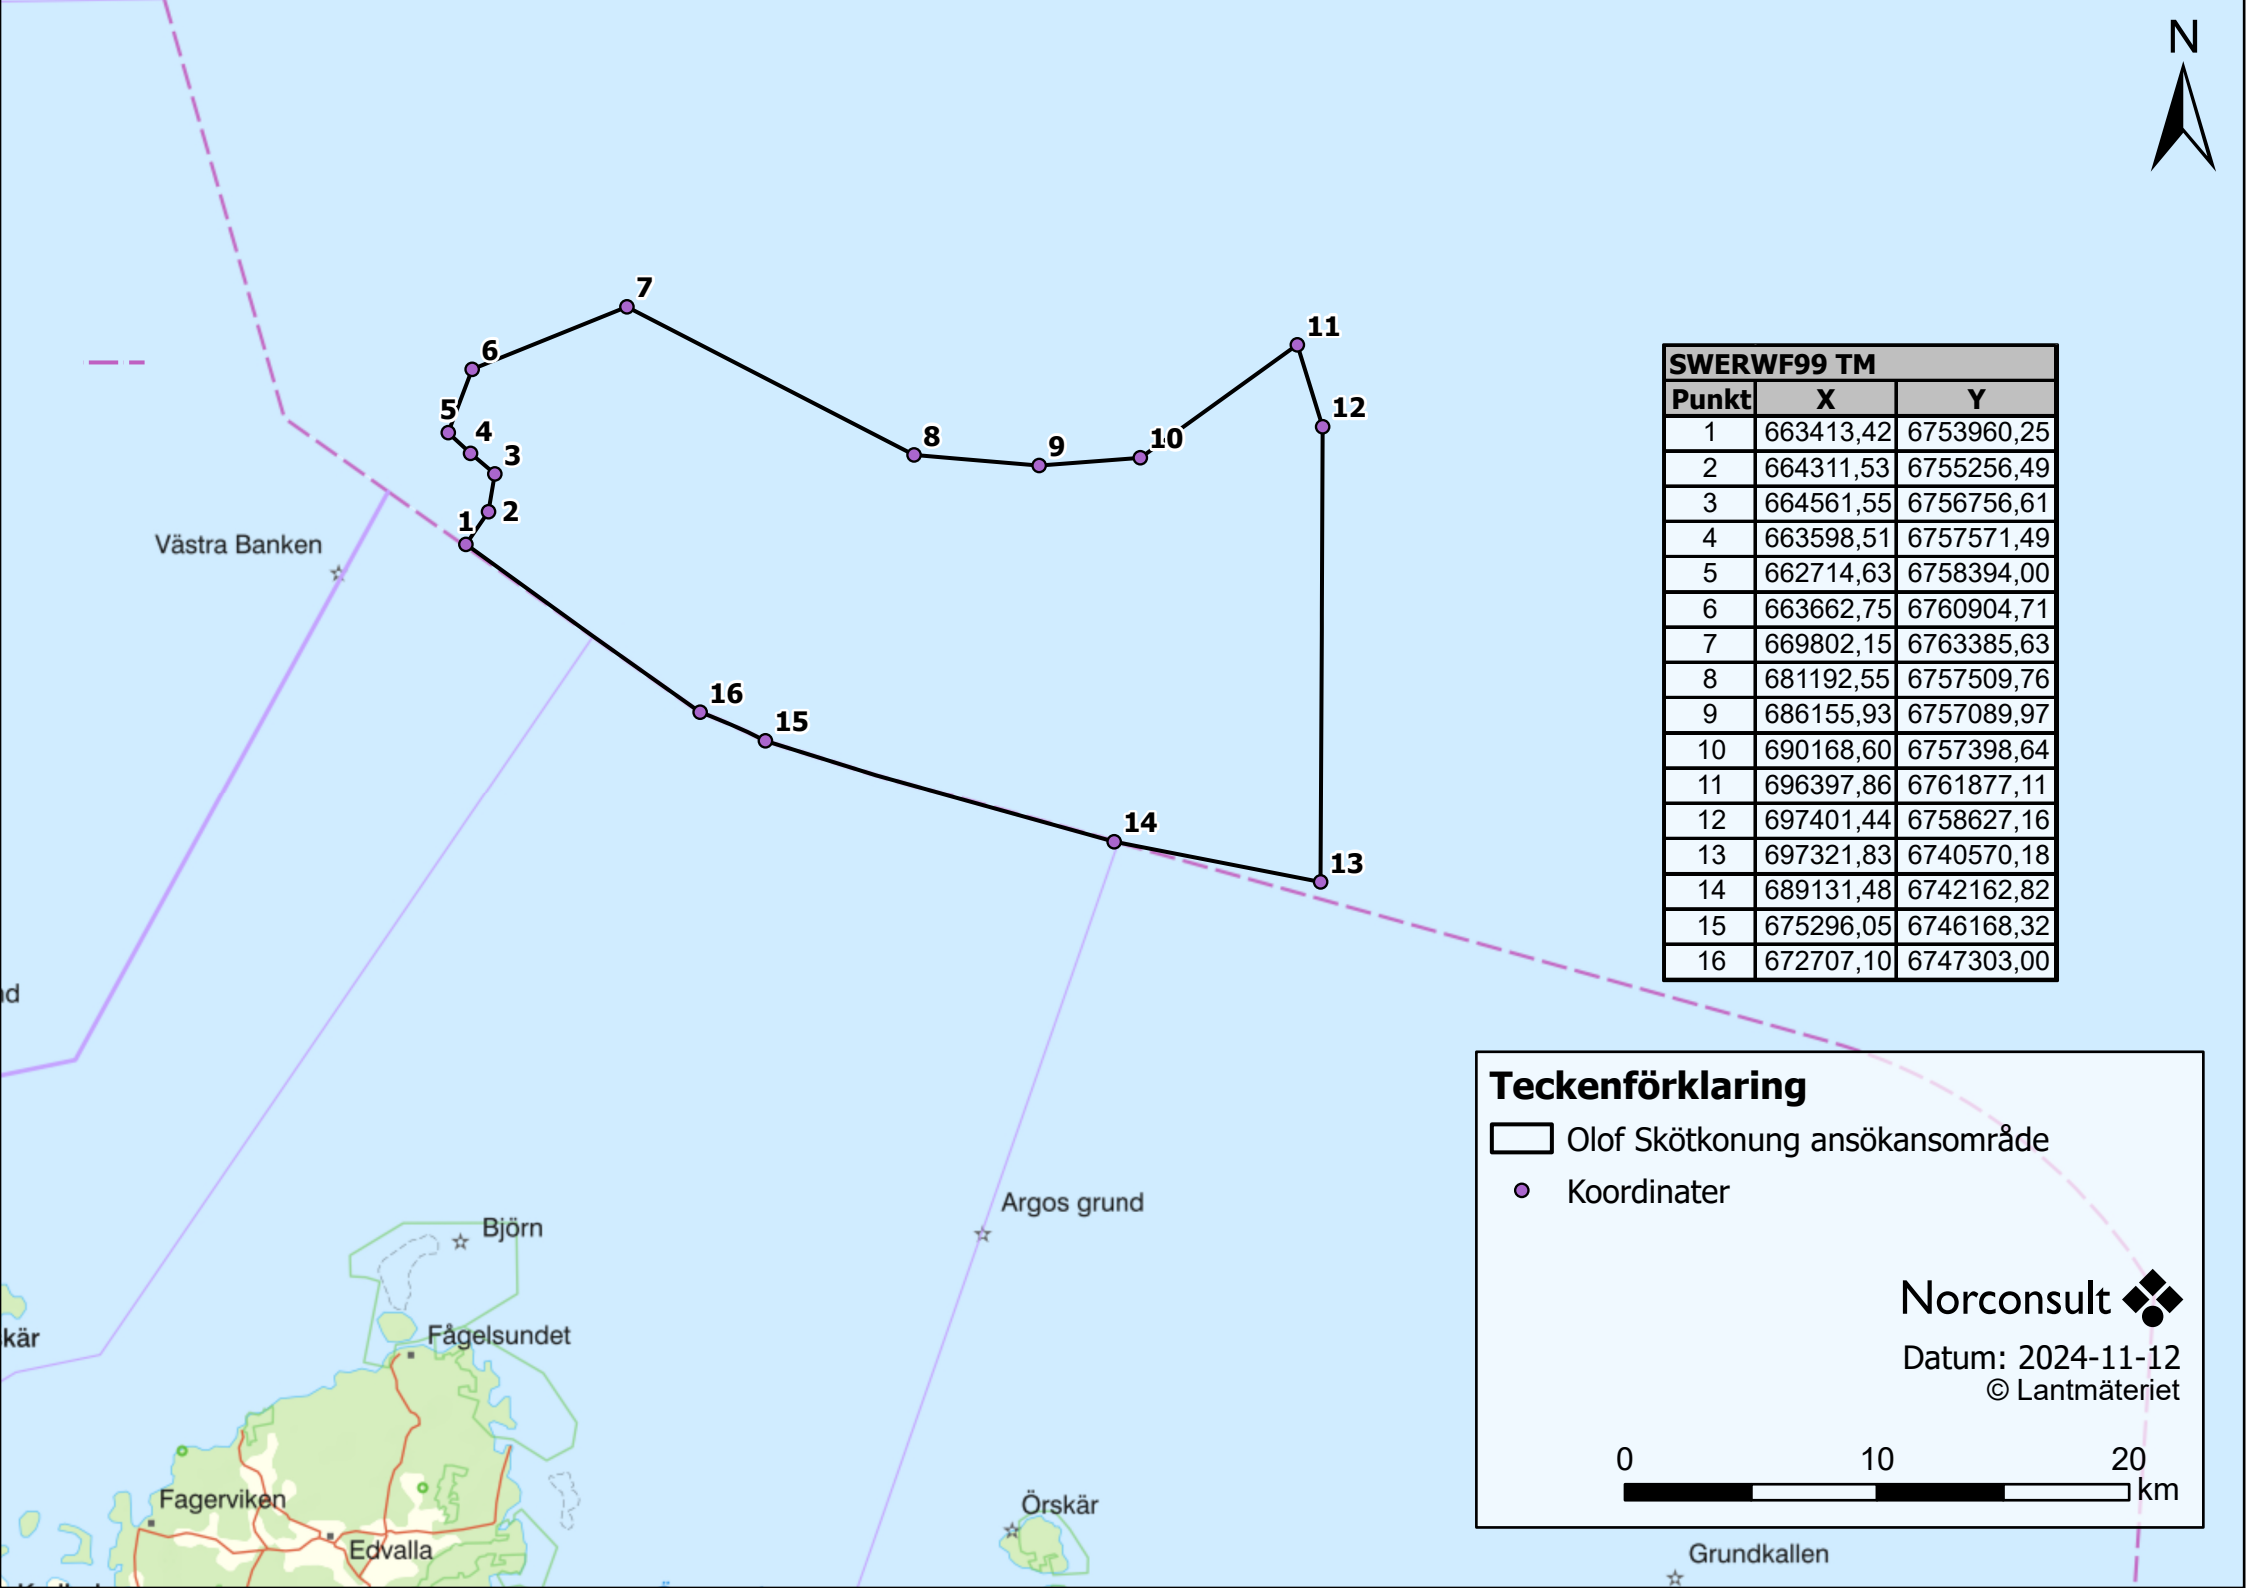 N
7
11
6
12
5
4
8
10
9
3
2
1
Västra Banken
16
15
14
13
SWERWF99 TM
Punkt X Y
1 663413,42 6753960,25
2 664311,53 6755256,49
3 664561,55 6756756,61
4 663598,51 6757571,49
5 662714,63 6758394,00
6 663662,75 6760904,71
7 669802,15 6763385,63
8 681192,55 6757509,76
9 686155,93 6757089,97
10 690168,60 6757398,64
11 696397,86 6761877,11
12 697401,44 6758627,16
13 697321,83 6740570,18
14 689131,48 6742162,82
15 675296,05 6746168,32
16 672707,10 6747303,00
Teckenförklaring
Olof Skötkonung ansökansområde
Koordinater
Norconsult
Datum: 2024-11-12
© Lantmäteriet
0 10 20
km
Argos grund
Björn
Fågelsundet
kär
Fagerviken
Edvalla
Örskär
Grundkallen